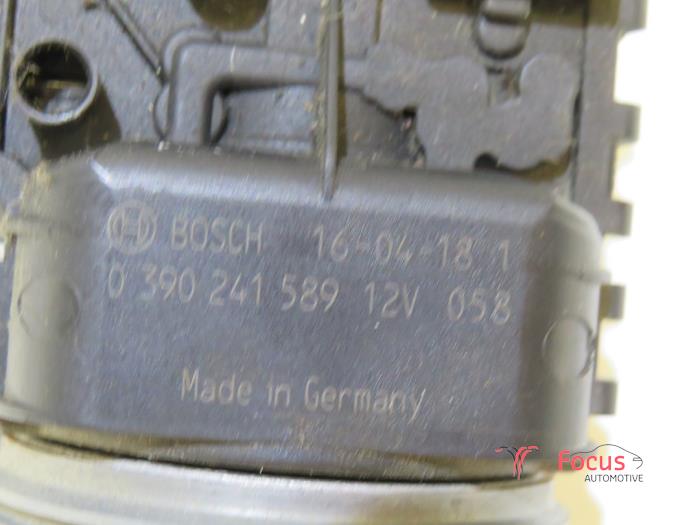 BOSCH 16-04-18 1
0 390 241 589 12V 058
Made in Germany
Focus
AUTOMOTIVE